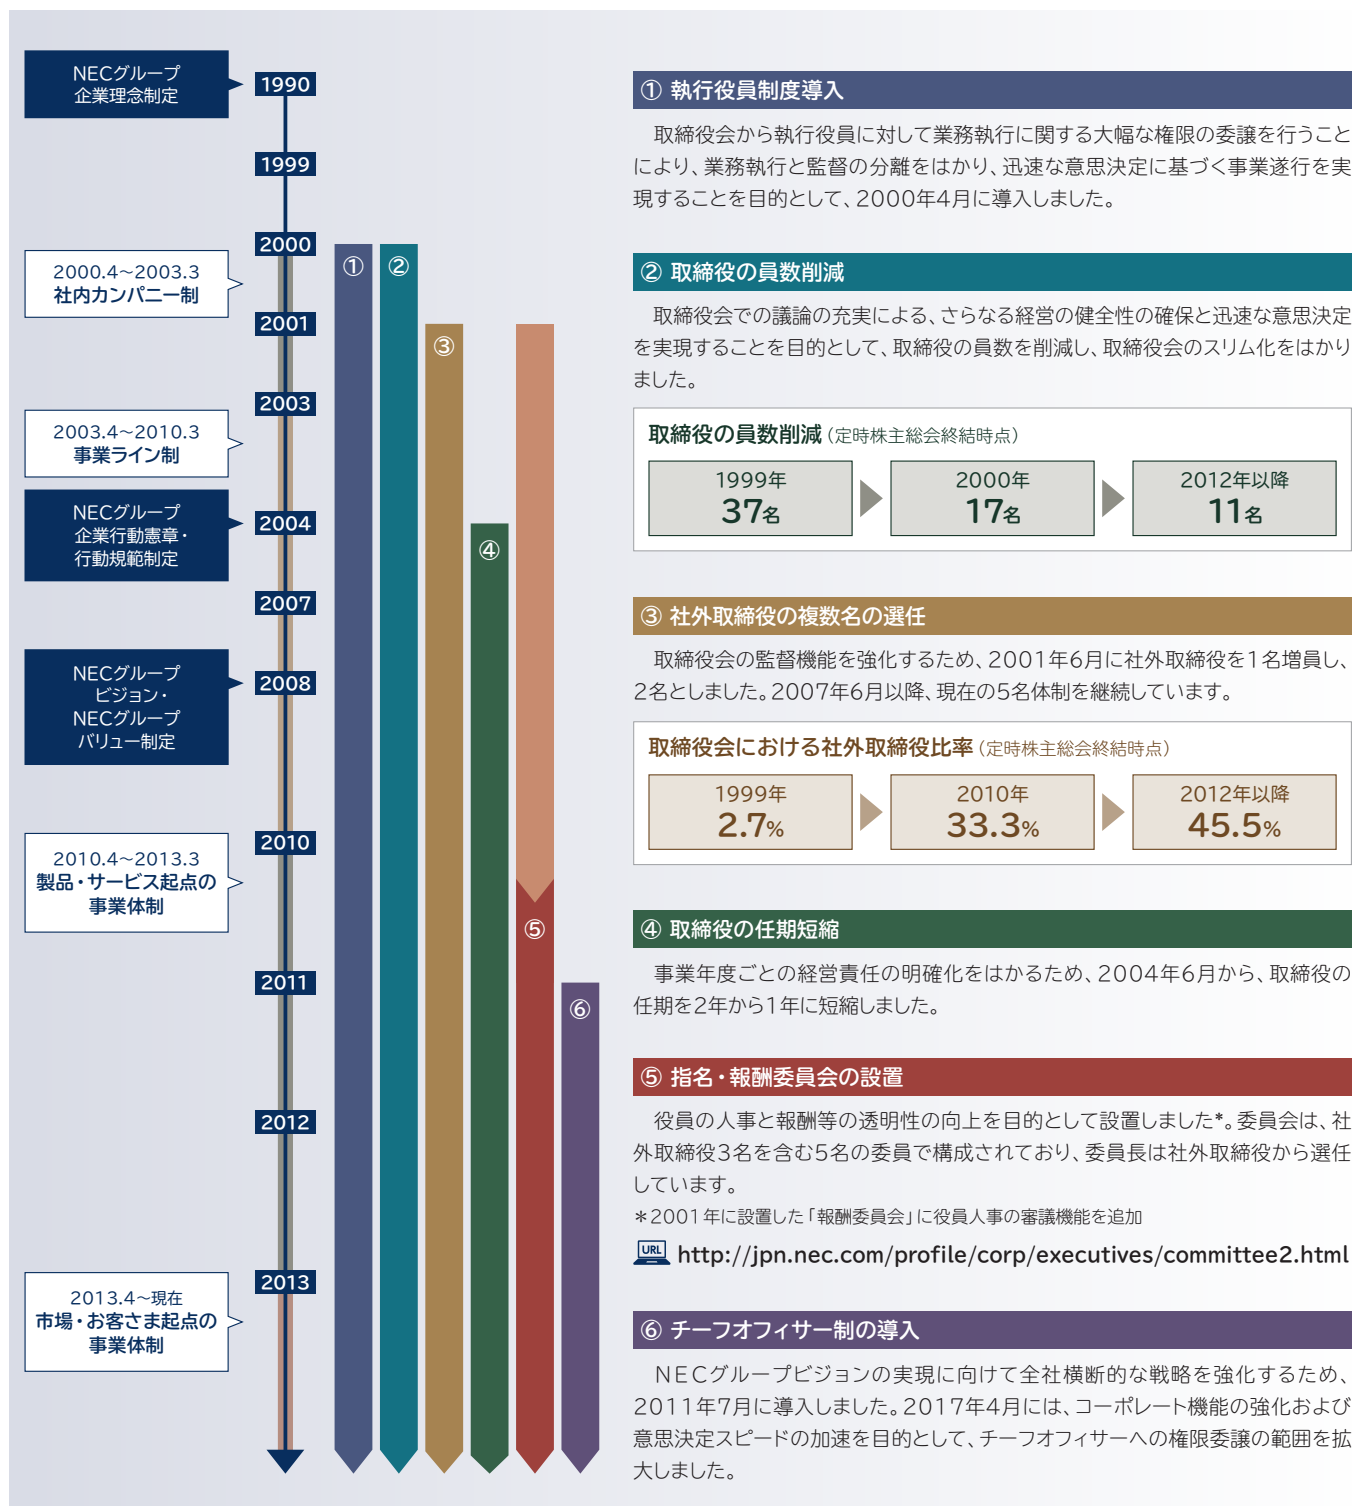 NECグループ
企業理念制定
1990
1999
2000
2000.4~2003.3
社内カンパニー制
2001
2003
2003.4~2010.3
事業ライン制
NECグループ
企業行動憲章・
行動規範制定
2004
2007
NECグループ
ビジョン・
NECグループ
バリュー制定
2008
2010
2010.4~2013.3
製品・サービス起点の
事業体制
2011
2012
2013
2013.4~現在
市場・お客さま起点の
事業体制
①
②
③
④
⑤
⑥
① 執行役員制度導入
取締役会から執行役員に対して業務執行に関する大幅な権限の委譲を行うこと
により、業務執行と監督の分離をはかり、迅速な意思決定に基づく事業遂行を実
現することを目的として、2000年4月に導入しました。
② 取締役の員数削減
取締役会での議論の充実による、さらなる経営の健全性の確保と迅速な意思決定
を実現することを目的として、取締役の員数を削減し、取締役会のスリム化をはかり
ました。
取締役の員数削減（定時株主総会終結時点）
1999年
37名
2000年
17名
2012年以降
11名
③ 社外取締役の複数名の選任
取締役会の監督機能を強化するため、2001年6月に社外取締役を1名増員し、
2名としました。2007年6月以降、現在の5名体制を継続しています。
取締役会における社外取締役比率（定時株主総会終結時点）
1999年
2.7%
2010年
33.3%
2012年以降
45.5%
④ 取締役の任期短縮
事業年度ごとの経営責任の明確化をはかるため、2004年6月から、取締役の
任期を2年から1年に短縮しました。
⑤ 指名・報酬委員会の設置
役員の人事と報酬等の透明性の向上を目的として設置しました*。委員会は、社
外取締役3名を含む5名の委員で構成されており、委員長は社外取締役から選任
しています。
＊2001年に設置した「報酬委員会」に役員人事の審議機能を追加
URL http://jpn.nec.com/profile/corp/executives/committee2.html
⑥ チーフオフィサー制の導入
NECグループビジョンの実現に向けて全社横断的な戦略を強化するため、
2011年7月に導入しました。2017年4月には、コーポレート機能の強化および
意思決定スピードの加速を目的として、チーフオフィサーへの権限委譲の範囲を拡
大しました。